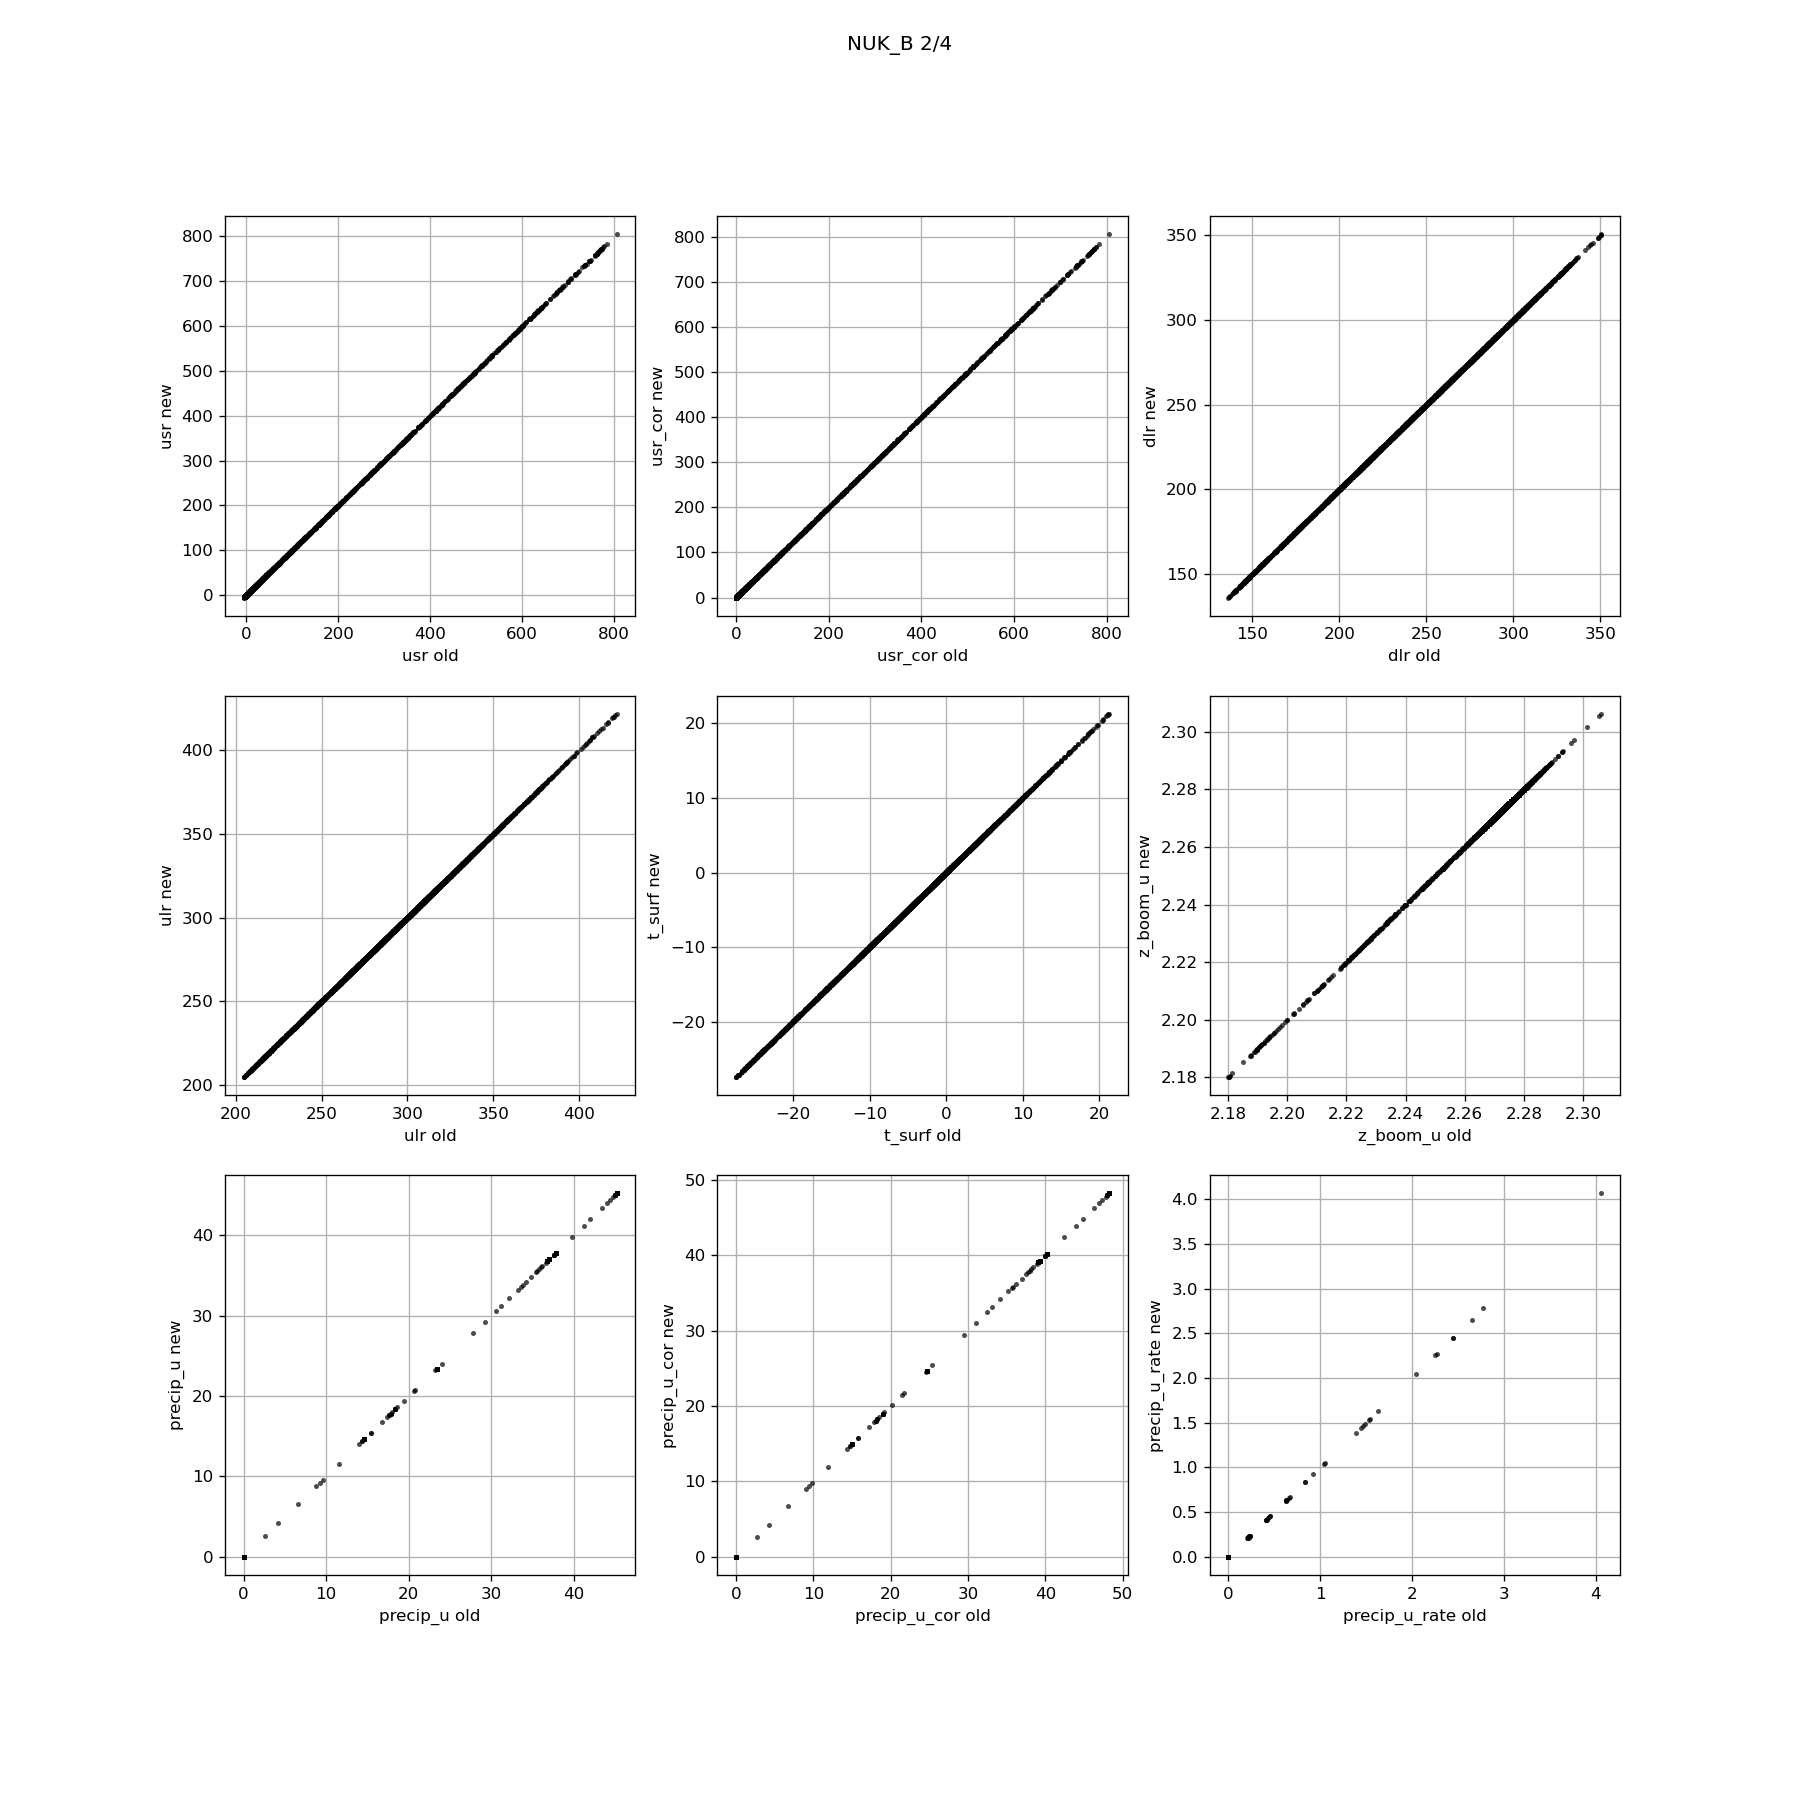 NUK_B 2/4
800
700
600
500
400
300
200
100
0
usr new
0 200 400 600 800
usr old
800
700
600
500
400
300
200
100
0
usr_cor new
0 200 400 600 800
usr_cor old
350
300
250
200
150
dlr new
150 200 250 300 350
dlr old
400
350
300
250
200
ulr new
200 250 300 350 400
ulr old
20
10
0
−10
−20
t_surf new
−20 −10 0 10 20
t_surf old
2.30
2.28
2.26
2.24
2.22
2.20
2.18
z_boom_u new
2.18 2.20 2.22 2.24 2.26 2.28 2.30
z_boom_u old
40
30
20
10
0
precip_u new
0 10 20 30 40
precip_u old
50
40
30
20
10
0
precip_u_cor new
0 10 20 30 40 50
precip_u_cor old
4.0
3.5
3.0
2.5
2.0
1.5
1.0
0.5
0.0
precip_u_rate new
0 1 2 3 4
precip_u_rate old